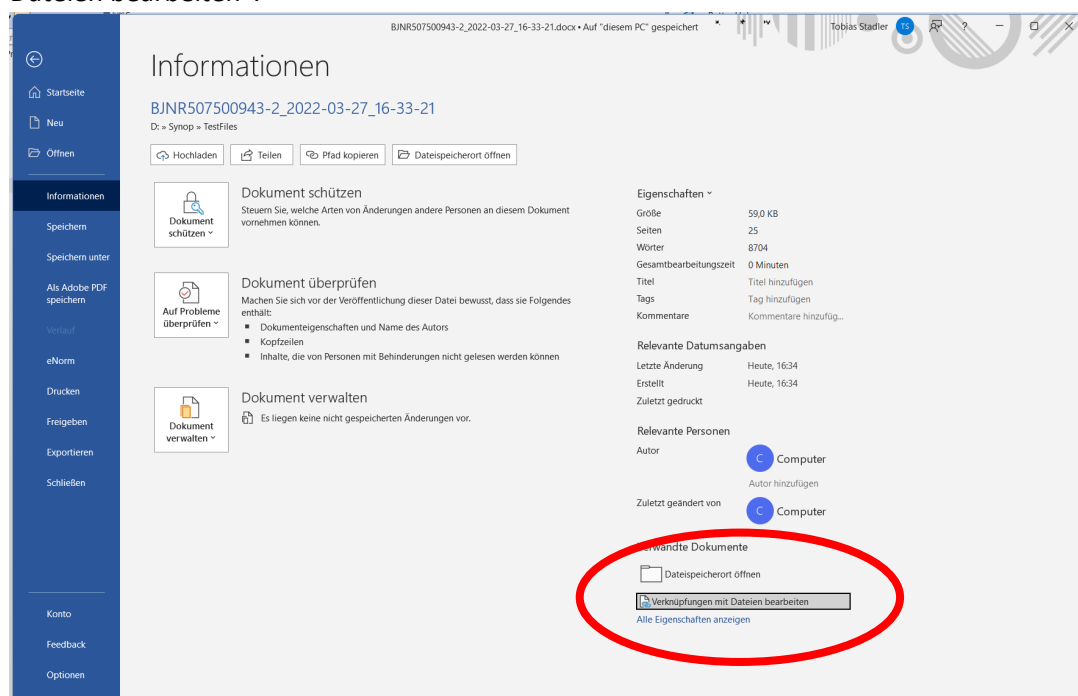 Dateien bearbeiten".
BJNR507500943-2_2022-03-27_16-33-21.docx • Auf "diesem PC" gespeichert
Tobias Stadler
TS
?
Informationen
Startseite
Neu
Öffnen
Informationen
Speichern
Speichern unter
Als Adobe PDF
speichern
Verlauf
eNorm
Drucken
Freigeben
Exportieren
Schließen
Konto
Feedback
Optionen
BJNR507500943-2_2022-03-27_16-33-21
D: » Synop » TestFiles
Hochladen
Teilen
Pfad kopieren
Dateispeicherort öffnen
Dokument
schützen
Dokument schützen
Steuern Sie, welche Arten von Änderungen andere Personen an diesem Dokument
vornehmen können.
Auf Probleme
überprüfen
Dokument überprüfen
Machen Sie sich vor der Veröffentlichung dieser Datei bewusst, dass sie Folgendes
enthält:
Dokumenteigenschaften und Name des Autors
Kopfzeilen
Inhalte, die von Personen mit Behinderungen nicht gelesen werden können
Dokument
verwalten
Dokument verwalten
Es liegen keine nicht gespeicherten Änderungen vor.
Eigenschaften
Größe 59,0 KB
Seiten 25
Wörter 8704
Gesamtbearbeitungszeit 0 Minuten
Titel Titel hinzufügen
Tags Tag hinzufügen
Kommentare Kommentare hinzufüg...
Relevante Datumsangaben
Letzte Änderung Heute, 16:34
Erstellt Heute, 16:34
Zuletzt gedruckt
Relevante Personen
Autor
C Computer
Autor hinzufügen
Zuletzt geändert von
C Computer
Verwandte Dokumente
Dateispeicherort öffnen
Verknüpfungen mit Dateien bearbeiten
Alle Eigenschaften anzeigen